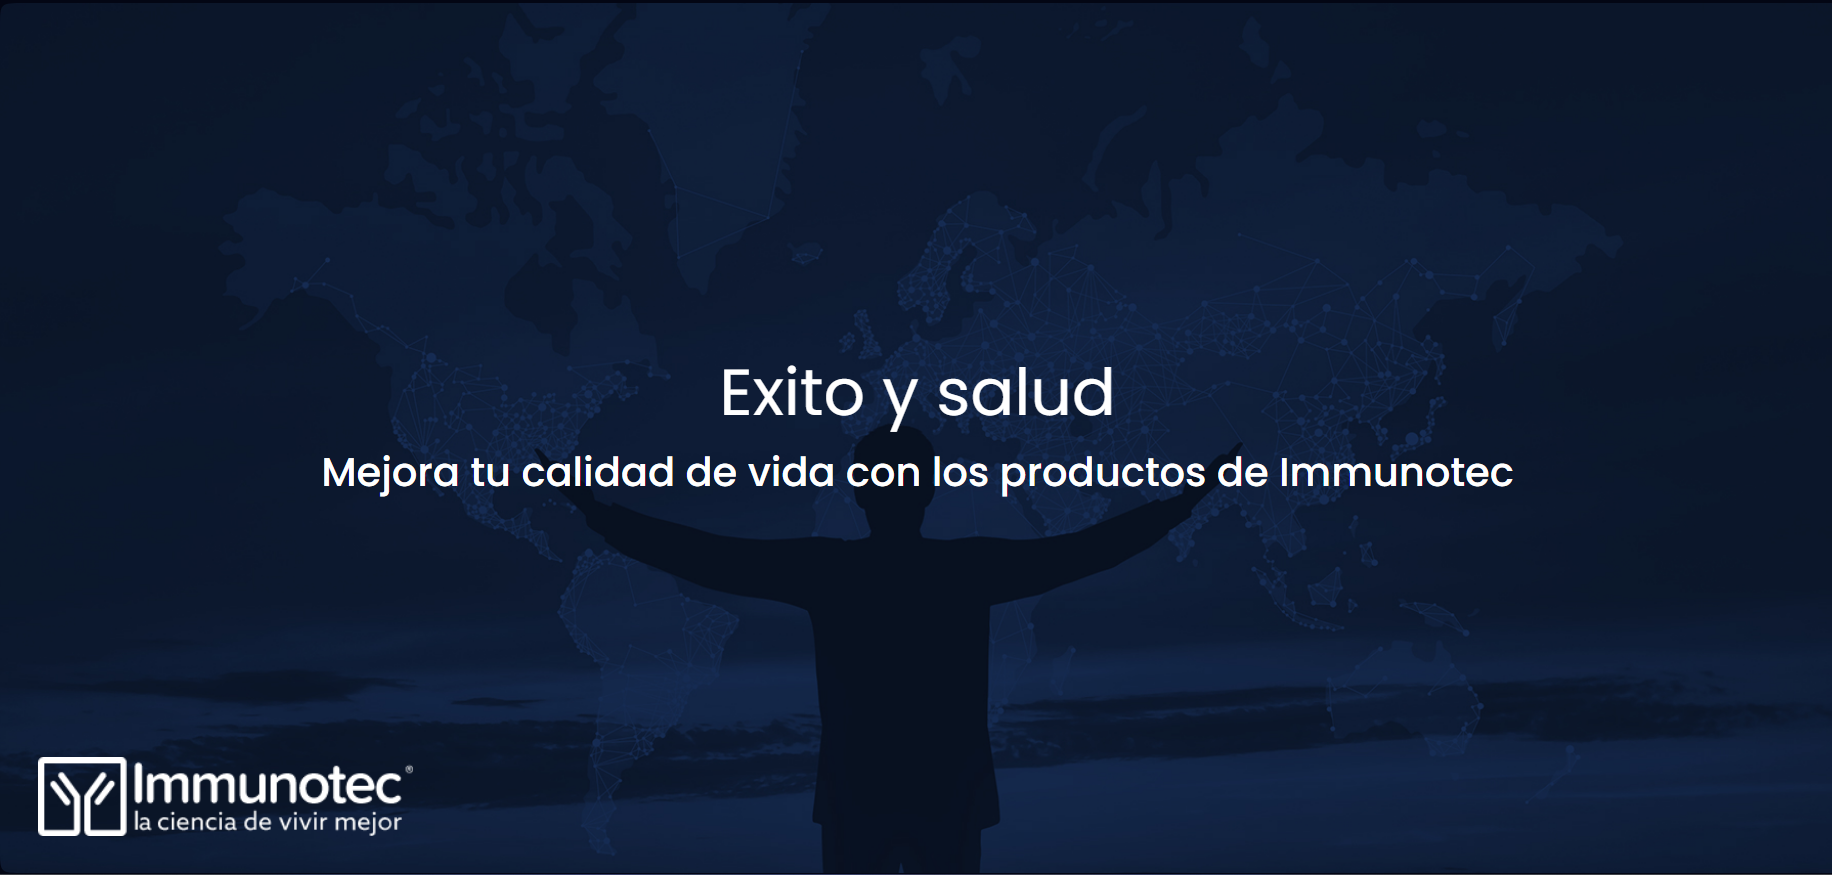 Exito y salud
Mejora tu calidad de vida con los productos de Immunotec
Immunotec®
la ciencia de vivir mejor